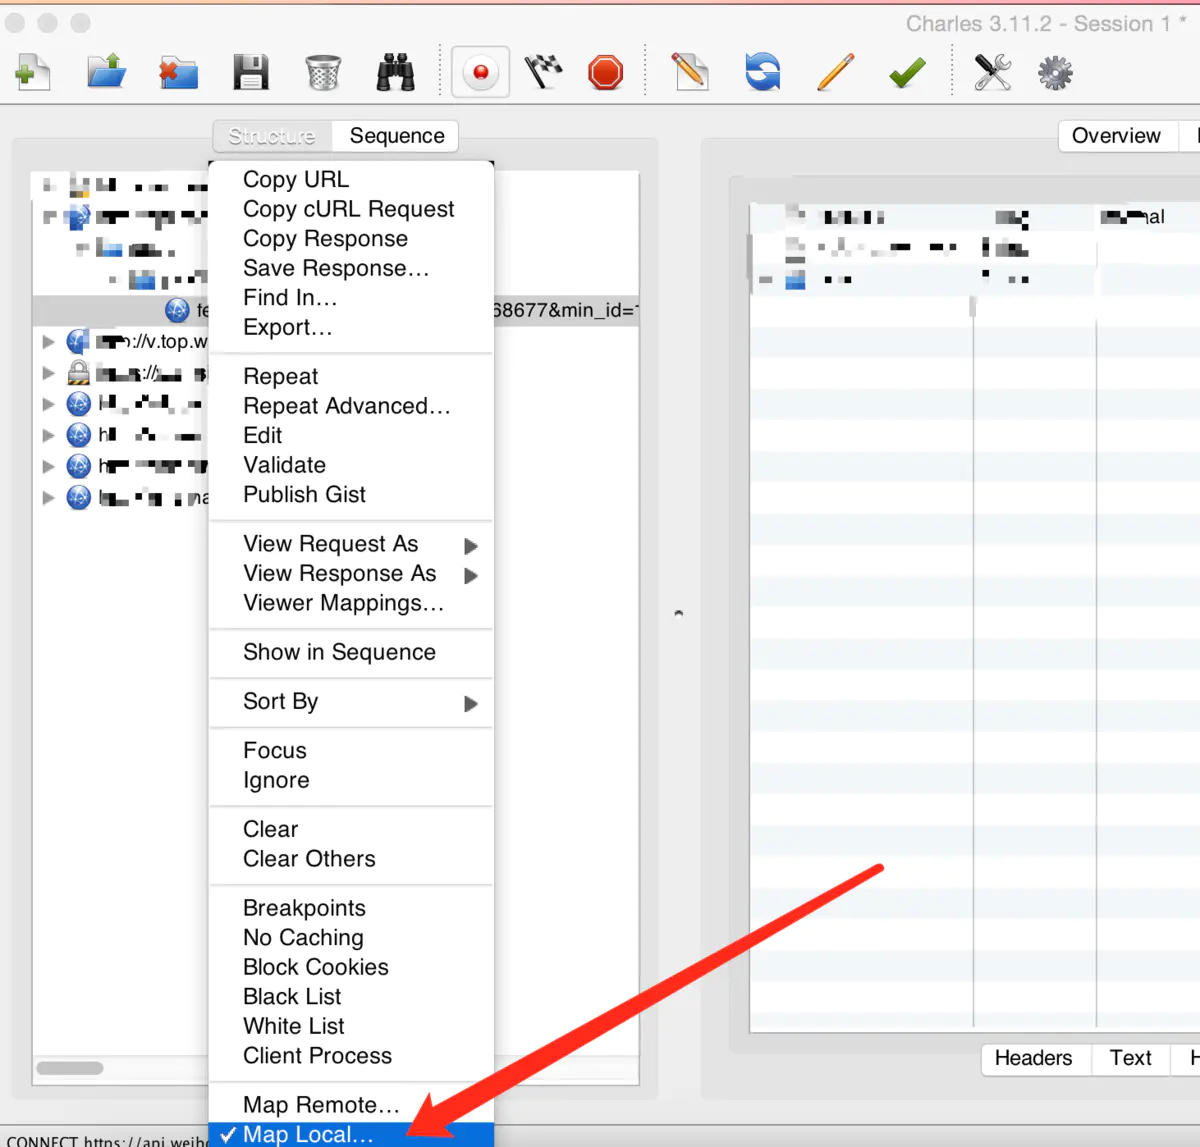 Charles 3.11.2 - Session 1 *
Structure
Sequence
Overview
Copy URL
Copy cURL Request
Copy Response
Save Response...
Find In...
Export...
68677&min_id=
://v.top.w
://
Repeat
Repeat Advanced...
Edit
Validate
Publish Gist
View Request As
View Response As
Viewer Mappings...
Show in Sequence
Sort By
Focus
Ignore
Clear
Clear Others
Breakpoints
No Caching
Block Cookies
Black List
White List
Client Process
Map Remote...
✓ Map Local...
Headers
Text
CONNECT https://api.weib